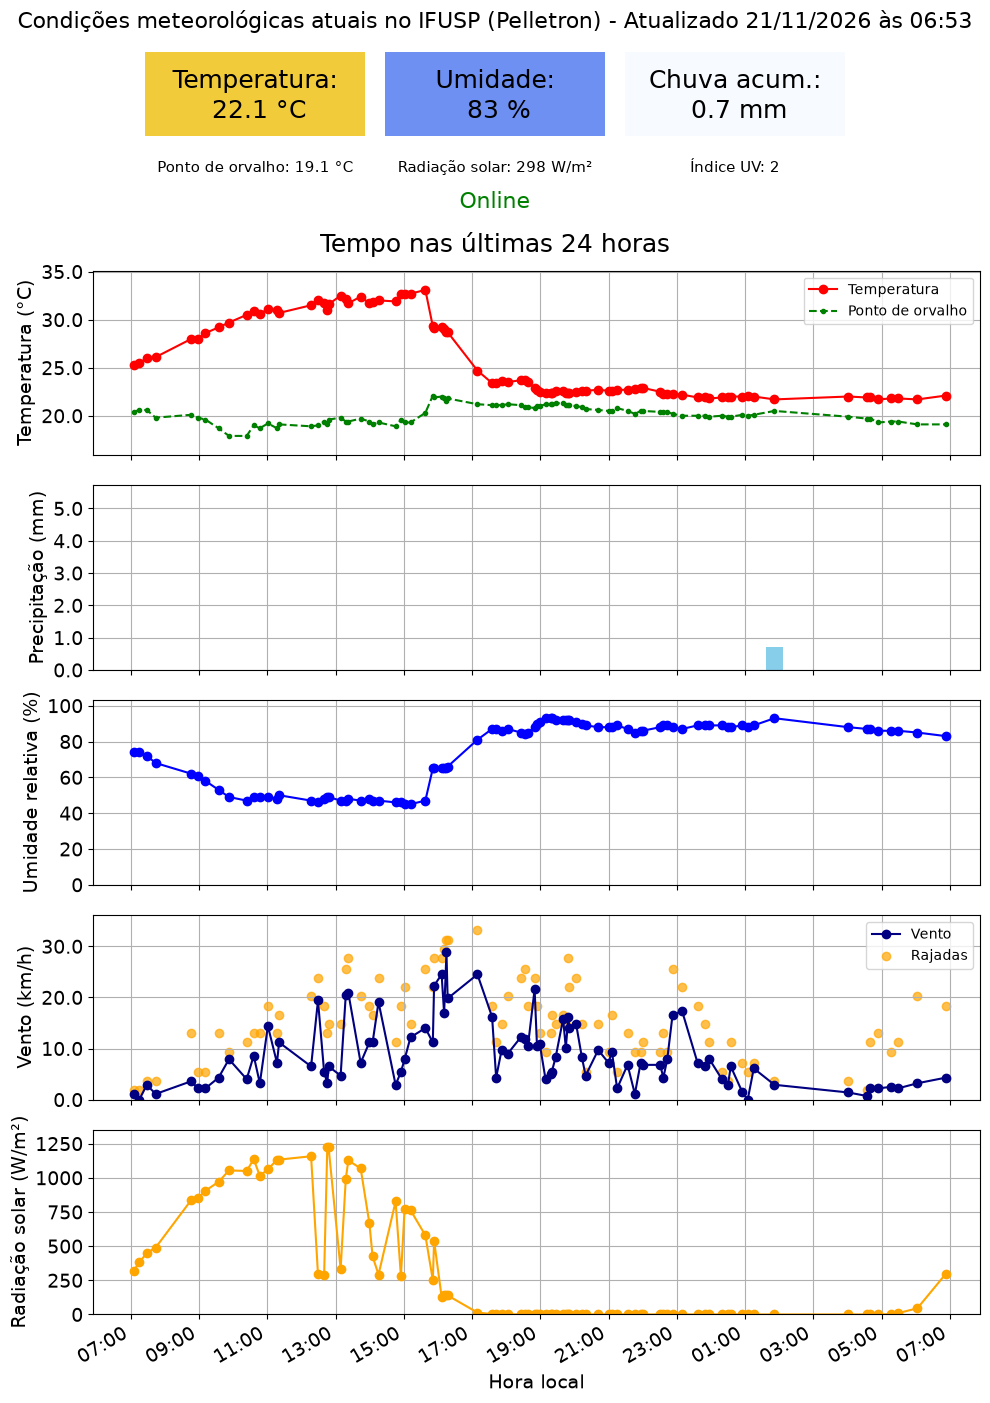 Condições meteorológicas atuais no IFUSP (Pelletron) - Atualizado 21/11/2026 às 06:53
Temperatura:
22.1 °C
Umidade:
83 %
Chuva acum.:
0.7 mm
Ponto de orvalho: 19.1 °C
Radiação solar: 298 W/m²
Índice UV: 2
Online
Tempo nas últimas 24 horas
Temperatura (°C)
35.0
30.0
25.0
20.0
Temperatura
Ponto de orvalho
Precipitação (mm)
5.0
4.0
3.0
2.0
1.0
0.0
Umidade relativa (%)
100
80
60
40
20
0
Vento (km/h)
30.0
20.0
10.0
0.0
Vento
Rajadas
Radiação solar (W/m²)
1250
1000
750
500
250
0
07:00
09:00
11:00
13:00
15:00
17:00
19:00
21:00
23:00
01:00
03:00
05:00
07:00
Hora local